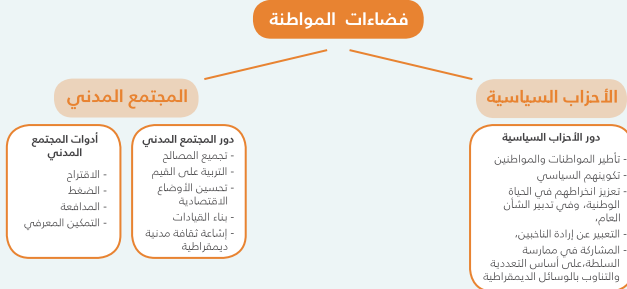 فضاءات المواطنة
الأحزاب السياسية
دور الأحزاب السياسية
- تأطير المواطنات والمواطنين
- تكوينهم السياسي
- تعزيز انخراطهم في الحياة
الوطنية، وفي تدبير الشأن
العام،
- التعبير عن إرادة الناخبين،
- المشاركة في ممارسة
السلطة،على أساس التعددية
والتناوب بالوسائل الديمقراطية
المجتمع المدني
دور المجتمع المدني
- تجميع المصالح
- التربية على القيم
- تحسين الأوضاع
الاقتصادية
- بناء القيادات
- إشاعة ثقافة مدنية
ديمقراطية
أدوات المجتمع
المدني
- الاقتراح
- الضغط
- المدافعة
- التمكين المعرفي